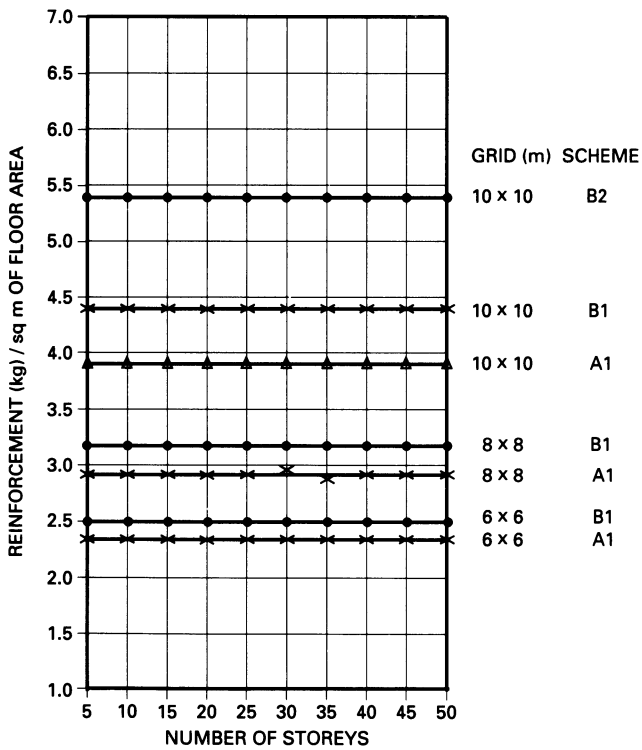 REINFORCEMENT (kg) / sq m OF FLOOR AREA
7.0
6.5
6.0
5.5
5.0
4.5
4.0
3.5
3.0
2.5
2.0
1.5
1.0
5 10 15 20 25 30 35 40 45 50
NUMBER OF STOREYS
GRID (m) SCHEME
10 x 10 B2
10 x 10 B1
10 x 10 A1
8 x 8 B1
8 x 8 A1
6 x 6 B1
6 x 6 A1